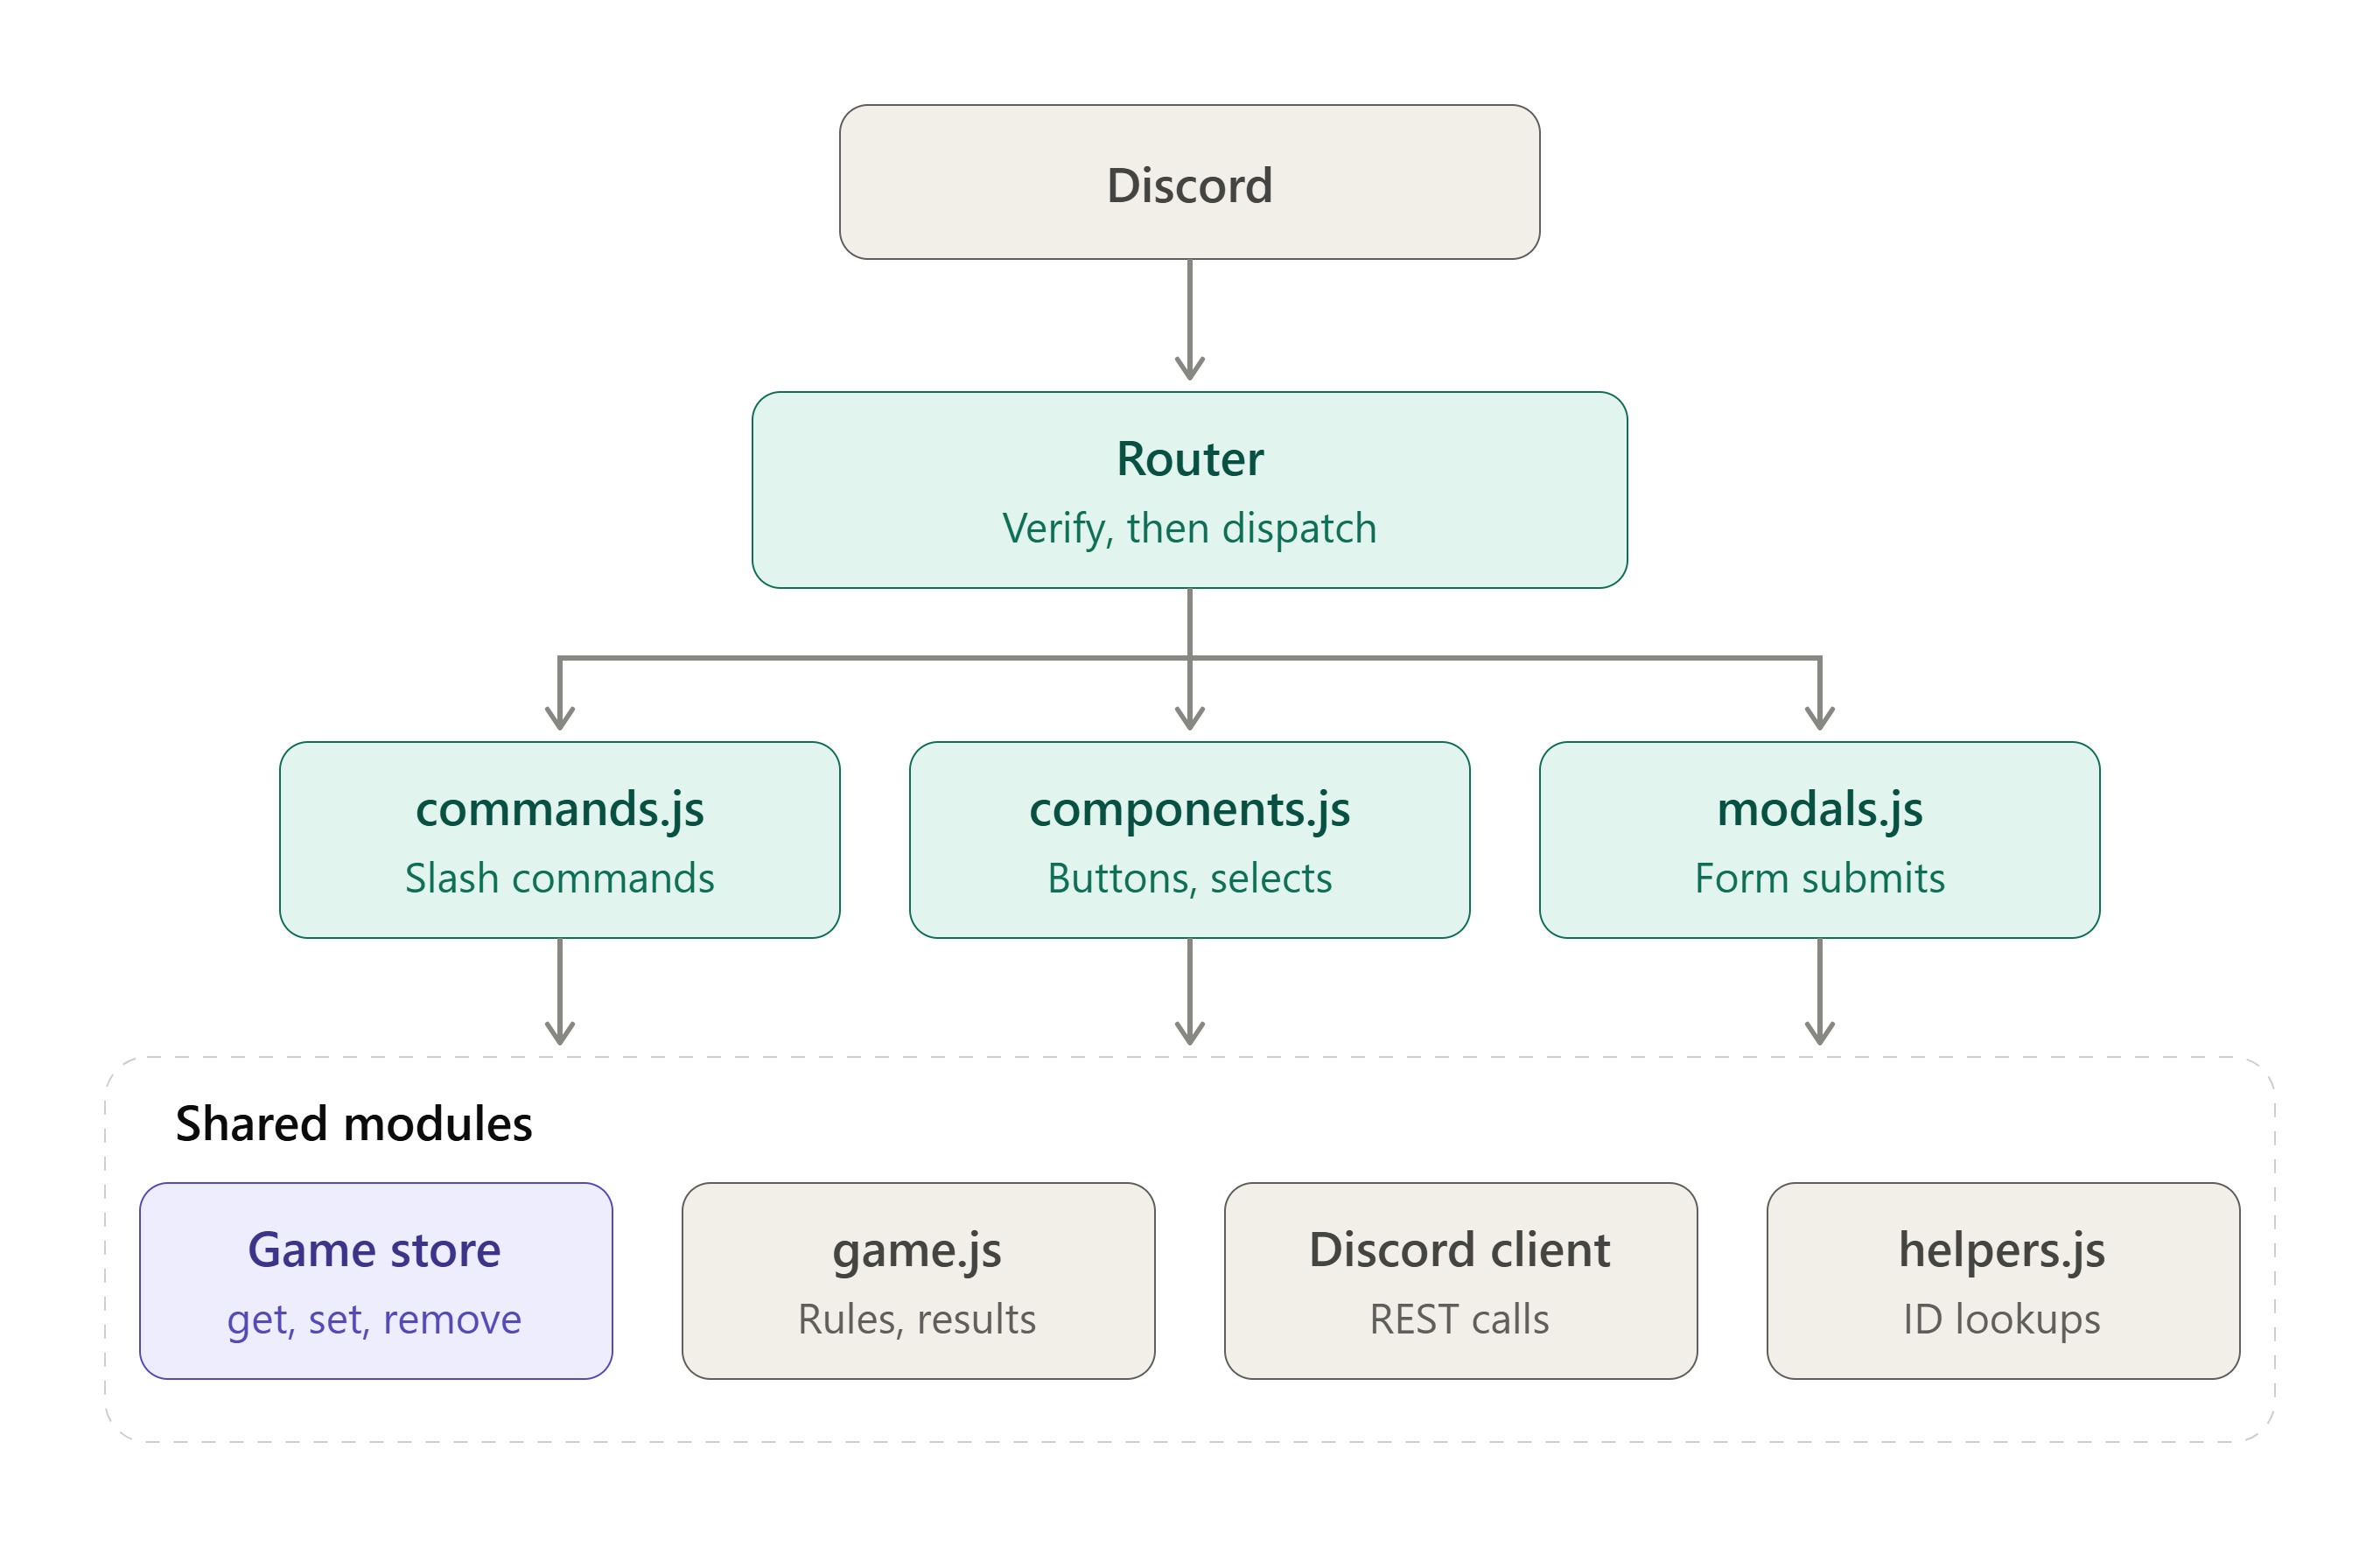 Discord
Router
Verify, then dispatch
commands.js
Slash commands
components.js
Buttons, selects
modals.js
Form submits
Shared modules
Game store
get, set, remove
game.js
Rules, results
Discord client
REST calls
helpers.js
ID lookups